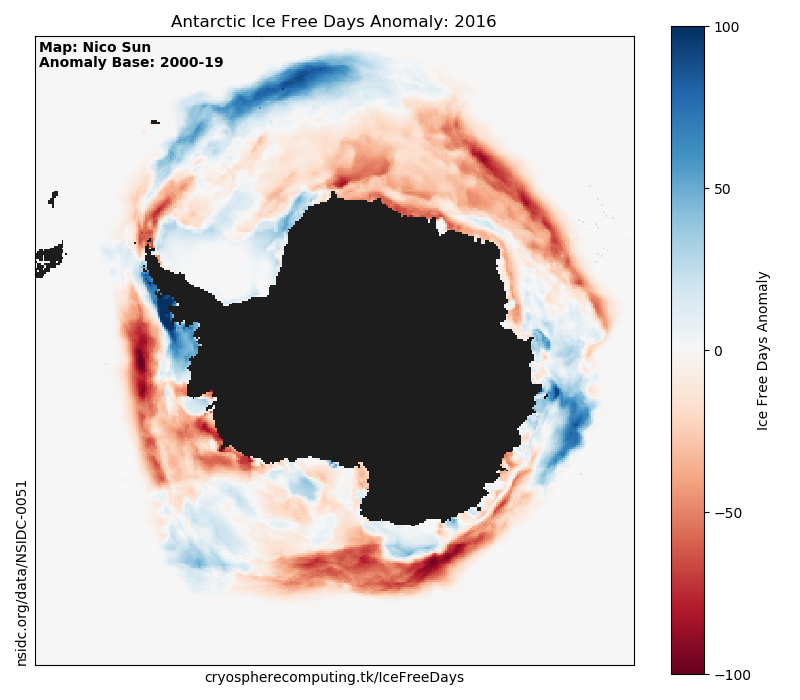 Antarctic Ice Free Days Anomaly: 2016
Map: Nico Sun
Anomaly Base: 2000-19
nsidc.org/data/NSIDC-0051
cryospherecomputing.tk/IceFreeDays
100
50
0
−50
−100
Ice Free Days Anomaly